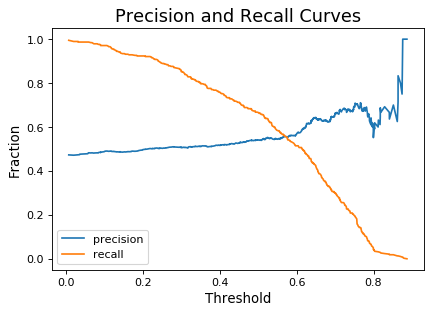 Precision and Recall Curves
1.0
0.8
0.6
0.4
0.2
0.0
Fraction
precision
recall
0.0 0.2 0.4 0.6 0.8
Threshold